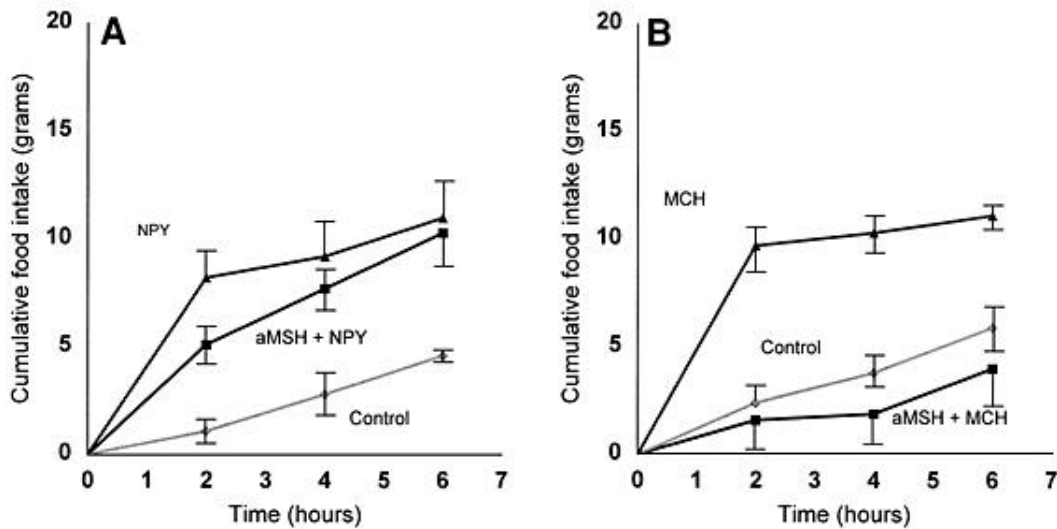 A
Cumulative food intake (grams)
20
15
10
5
0
NPY
aMSH + NPY
Control
0 1 2 3 4 5 6 7
Time (hours)
B
Cumulative food intake (grams)
20
15
10
5
0
MCH
Control
aMSH + MCH
0 1 2 4 6 7
Time (hours)